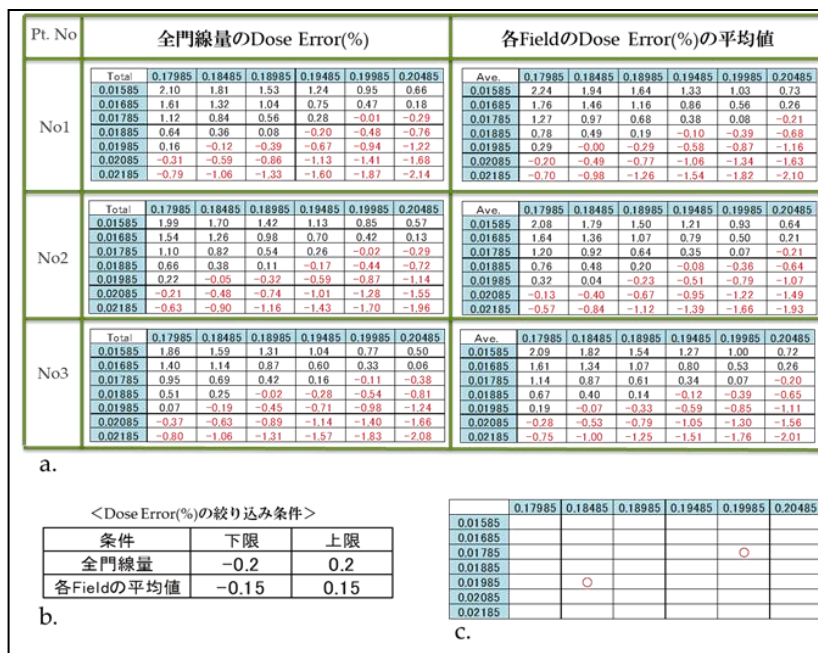 Pt. No 全門線量のDose Error(%) 各FieldのDose Error(%)の平均値
No1
Total 0.17985 0.18485 0.18985 0.19485 0.19985 0.20485
0.01585 2.10 1.81 1.53 1.24 0.95 0.66
0.01685 1.61 1.32 1.04 0.75 0.47 0.18
0.01785 1.12 0.84 0.56 0.28 -0.01 -0.29
0.01885 0.64 0.36 0.08 -0.20 -0.48 -0.76
0.01985 0.16 -0.12 -0.39 -0.67 -0.94 -1.22
0.02085 -0.31 -0.59 -0.86 -1.13 -1.41 -1.68
0.02185 -0.79 -1.06 -1.33 -1.60 -1.87 -2.14
Ave. 0.17985 0.18485 0.18985 0.19485 0.19985 0.20485
0.01585 2.24 1.94 1.64 1.33 1.03 0.73
0.01685 1.76 1.46 1.16 0.86 0.56 0.26
0.01785 1.27 0.97 0.68 0.38 0.08 -0.21
0.01885 0.78 0.49 0.19 -0.10 -0.39 -0.68
0.01985 0.29 -0.00 -0.29 -0.58 -0.87 -1.16
0.02085 -0.20 -0.49 -0.77 -1.06 -1.34 -1.63
0.02185 -0.70 -0.98 -1.26 -1.54 -1.82 -2.10
No2
Total 0.17985 0.18485 0.18985 0.19485 0.19985 0.20485
0.01585 1.99 1.70 1.42 1.13 0.85 0.57
0.01685 1.54 1.26 0.98 0.70 0.42 0.13
0.01785 1.10 0.82 0.54 0.26 -0.02 -0.29
0.01885 0.66 0.38 0.11 -0.17 -0.44 -0.72
0.01985 0.22 -0.05 -0.32 -0.59 -0.87 -1.14
0.02085 -0.21 -0.48 -0.74 -1.01 -1.28 -1.55
0.02185 -0.63 -0.90 -1.16 -1.43 -1.70 -1.96
Ave. 0.17985 0.18485 0.18985 0.19485 0.19985 0.20485
0.01585 2.08 1.79 1.50 1.21 0.93 0.64
0.01685 1.64 1.36 1.07 0.79 0.50 0.21
0.01785 1.20 0.92 0.64 0.35 0.07 -0.21
0.01885 0.76 0.48 0.20 -0.08 -0.36 -0.64
0.01985 0.32 0.04 -0.23 -0.51 -0.79 -1.07
0.02085 -0.13 -0.40 -0.67 -0.95 -1.22 -1.49
0.02185 -0.57 -0.84 -1.12 -1.39 -1.66 -1.93
No3
Total 0.17985 0.18485 0.18985 0.19485 0.19985 0.20485
0.01585 1.86 1.59 1.31 1.04 0.77 0.50
0.01685 1.40 1.14 0.87 0.60 0.33 0.06
0.01785 0.95 0.69 0.42 0.16 -0.11 -0.38
0.01885 0.51 0.25 -0.02 -0.28 -0.54 -0.81
0.01985 0.07 -0.19 -0.45 -0.71 -0.98 -1.24
0.02085 -0.37 -0.63 -0.89 -1.14 -1.40 -1.66
0.02185 -0.80 -1.06 -1.31 -1.57 -1.83 -2.08
Ave. 0.17985 0.18485 0.18985 0.19485 0.19985 0.20485
0.01585 2.09 1.82 1.54 1.27 1.00 0.72
0.01685 1.61 1.34 1.07 0.80 0.53 0.26
0.01785 1.14 0.87 0.61 0.34 0.07 -0.20
0.01885 0.67 0.40 0.14 -0.12 -0.39 -0.65
0.01985 0.19 -0.07 -0.33 -0.59 -0.85 -1.11
0.02085 -0.28 -0.53 -0.79 -1.05 -1.30 -1.56
0.02185 -0.75 -1.00 -1.25 -1.51 -1.76 -2.01
a.
<Dose Error(%)の絞り込み条件>
条件 下限 上限
全門線量 -0.2 0.2
各Fieldの平均値 -0.15 0.15
b.
0.17985 0.18485 0.18985 0.19485 0.19985 0.20485
0.01585
0.01685
0.01785 ○
0.01885
0.01985 ○
0.02085
0.02185
c.